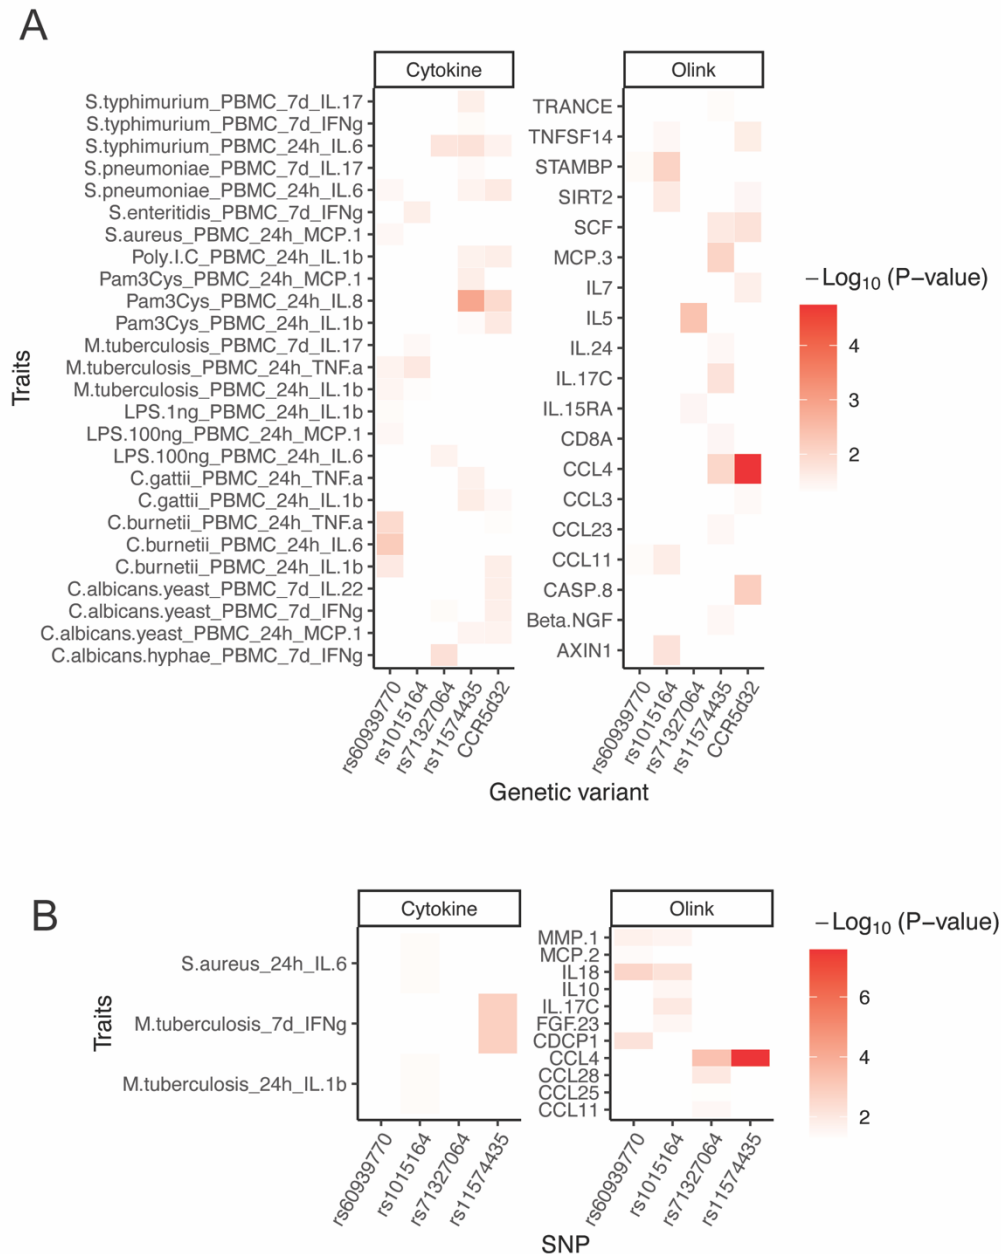 A
Cytokine
Olink
Traits
S.typhimurium_PBMC_7d_IL.17
S.typhimurium_PBMC_7d_IFNg
S.typhimurium_PBMC_24h_IL.6
S.pneumoniae_PBMC_7d_IL.17
S.pneumoniae_PBMC_24h_IL.6
S.enteritidis_PBMC_7d_IFNg
S.aureus_PBMC_24h_MCP.1
Poly.I.C_PBMC_24h_IL.1b
Pam3Cys_PBMC_24h_MCP.1
Pam3Cys_PBMC_24h_IL.8
Pam3Cys_PBMC_24h_IL.1b
M.tuberculosis_PBMC_7d_IL.17
M.tuberculosis_PBMC_24h_TNF.a
M.tuberculosis_PBMC_24h_IL.1b
LPS.1ng_PBMC_24h_IL.1b
LPS.100ng_PBMC_24h_MCP.1
LPS.100ng_PBMC_24h_IL.6
C.gattii_PBMC_24h_TNF.a
C.gattii_PBMC_24h_IL.1b
C.burnetii_PBMC_24h_TNF.a
C.burnetii_PBMC_24h_IL.6
C.burnetii_PBMC_24h_IL.1b
C.albicans.yeast_PBMC_7d_IL.22
C.albicans.yeast_PBMC_7d_IFNg
C.albicans.yeast_PBMC_24h_MCP.1
C.albicans.hyphae_PBMC_7d_IFNg
rs60939770
rs1015164
rs71327064
rs11574435
CCR5d32
TRANCE
TNFSF14
STAMBP
SIRT2
SCF
MCP.3
IL7
IL5
IL.24
IL.17C
IL.15RA
CD8A
CCL4
CCL3
CCL23
CCL11
CASP.8
Beta.NGF
AXIN1
rs60939770
rs1015164
rs71327064
rs11574435
CCR5d32
Genetic variant
−Log10 (P−value)
4
3
2
B
Cytokine
Olink
Traits
S.aureus_24h_IL.6
M.tuberculosis_7d_IFNg
M.tuberculosis_24h_IL.1b
rs60939770
rs1015164
rs71327064
rs11574435
MMP.1
MCP.2
IL18
IL10
IL.17C
FGF.23
CDCP1
CCL4
CCL28
CCL25
CCL11
rs60939770
rs1015164
rs71327064
rs11574435
SNP
−Log10 (P−value)
6
4
2